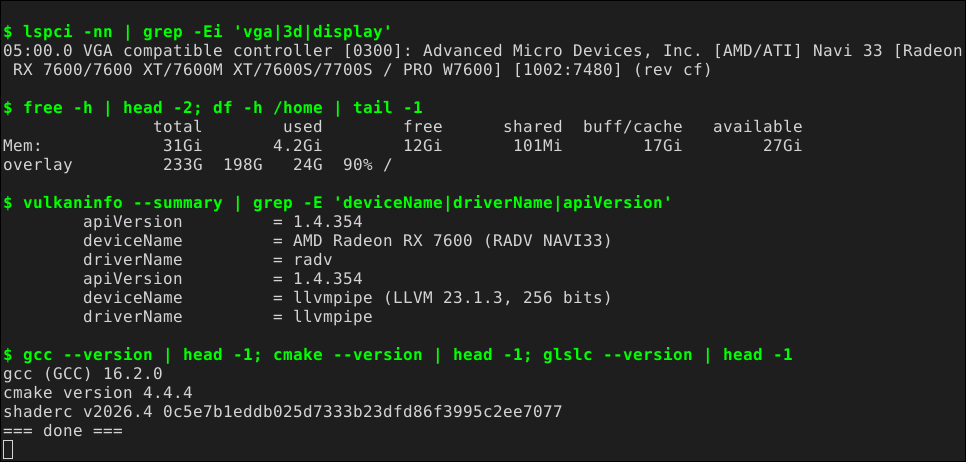 $ lspci -nn | grep -Ei 'vga|3d|display'
05:00.0 VGA compatible controller [0300]: Advanced Micro Devices, Inc. [AMD/ATI] Navi 33 [Radeon
 RX 7600/7600 XT/7600M XT/7600S/7700S / PRO W7600] [1002:7480] (rev cf)

$ free -h | head -2; df -h /home | tail -1
               total        used        free      shared  buff/cache   available
Mem:            31Gi       4.2Gi        12Gi       101Mi        17Gi        27Gi
overlay         233G  198G   24G  90% /

$ vulkaninfo --summary | grep -E 'deviceName|driverName|apiVersion'
        apiVersion         = 1.4.354
        deviceName         = AMD Radeon RX 7600 (RADV NAVI33)
        driverName         = radv
        apiVersion         = 1.4.354
        deviceName         = llvmpipe (LLVM 23.1.3, 256 bits)
        driverName         = llvmpipe

$ gcc --version | head -1; cmake --version | head -1; glslc --version | head -1
gcc (GCC) 16.2.0
cmake version 4.4.4
shaderc v2026.4 0c5e7b1eddb025d7333b23dfd86f3995c2ee7077
=== done ===